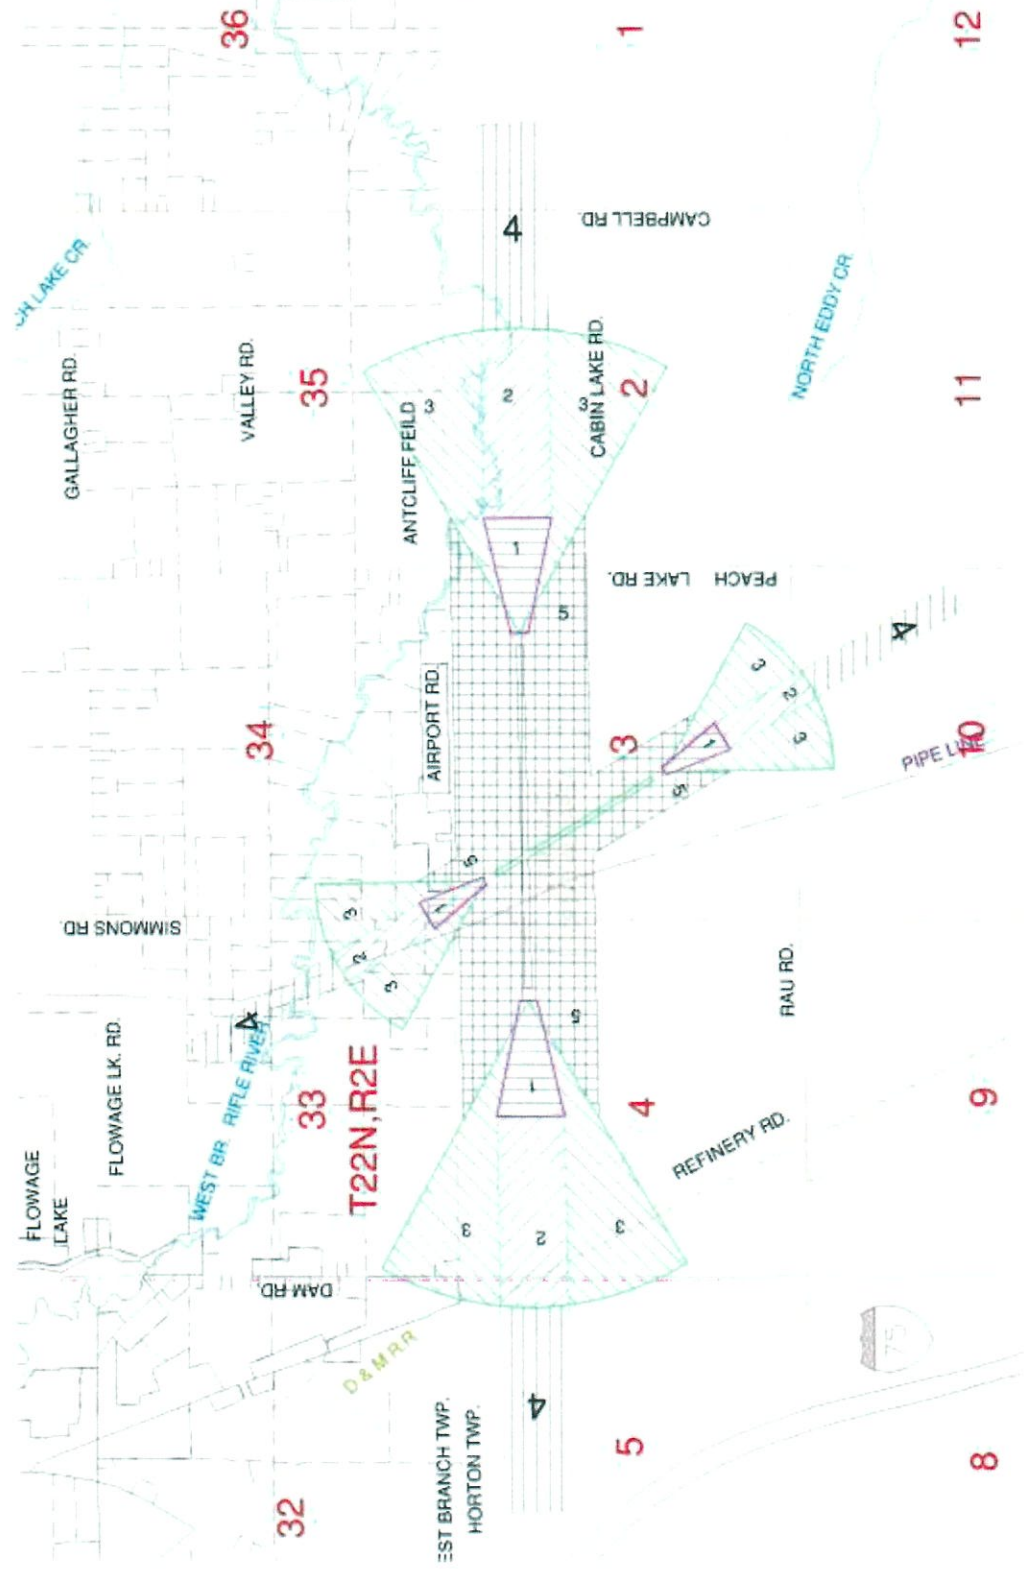 36
1
12
CH LAKE CR.
CAMPBELL RD.
4
NORTH EDDY CR.
GALLAGHER RD.
VALLEY RD.
35
ANTCLIFF FEILD
3
2
3
CABIN LAKE RD.
2
11
1
5
PEACH LAKE RD.
4
AIRPORT RD.
34
3
10
PIPE LINE
3
2
3
1
5
5
1
3
2
3
SIMMONS RD.
4
WEST BR. RIFLE RIVER
FLOWAGE LK. RD.
FLOWAGE
LAKE
33
T22N,R2E
5
1
4
RAU RD.
9
REFINERY RD.
3
2
3
DAM RD.
D & M R R
4
EST BRANCH TWP.
HORTON TWP.
32
5
75
8